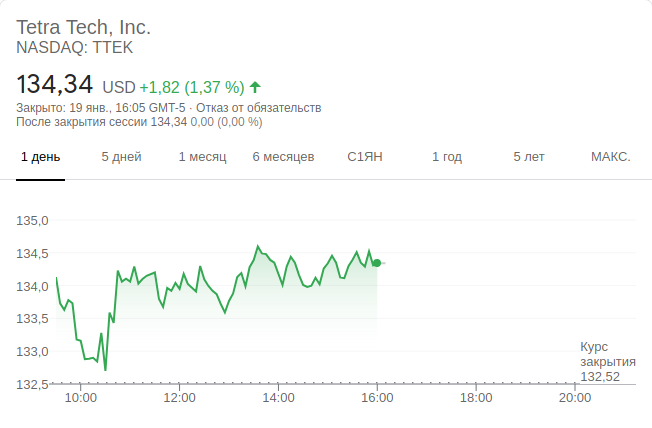 Tetra Tech, Inc.
NASDAQ: TTEK
134,34 USD +1,82 (1,37 %)
Закрыто: 19 янв., 16:05 GMT-5 · Отказ от обязательств
После закрытия сессии 134,34 0,00 (0,00 %)
1 день 5 дней 1 месяц 6 месяцев С1ЯН 1 год 5 лет МАКС.
135,0
134,5
134,0
133,5
133,0
132,5
Курс
закрытия
132,52
10:00 12:00 14:00 16:00 18:00 20:00